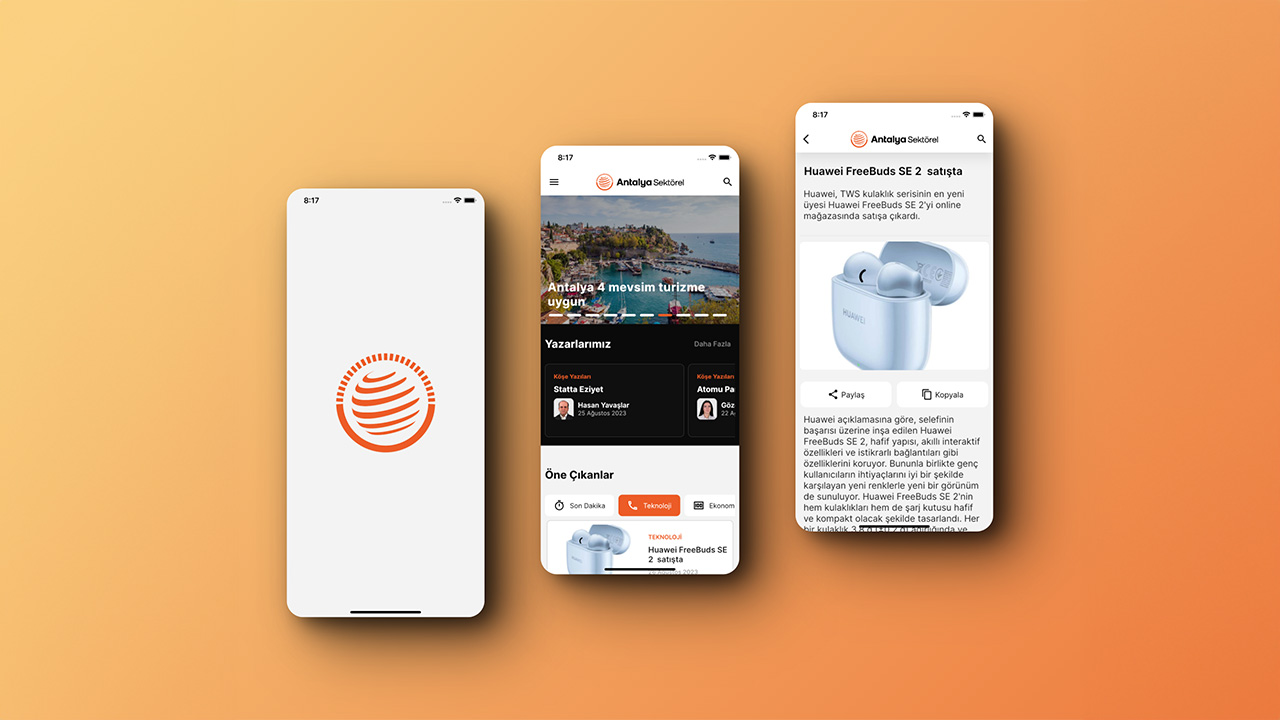 8:17
8:17
Antalya Sektörel
Antalya 4 mevsim turizme
uygun
Yazarlarımız
Daha Fazla
Köşe Yazıları
Statta Eziyet
Hasan Yavaşlar
25 Ağustos 2023
Köşe Yazıları
Atomu Pa
Göz
22 A
Öne Çıkanlar
Son Dakika
Teknoloji
Ekonom
HUAWEI
TEKNOLOJİ
Huawei FreeBuds SE
2 satışta
Ağustos 2023
8:17
Antalya Sektörel
Huawei FreeBuds SE 2 satışta
Huawei, TWS kulaklık serisinin en yeni
üyesi Huawei FreeBuds SE 2'yi online
mağazasında satışa çıkardı.
HUAWEI
Paylaş
Kopyala
Huawei açıklamasına göre, selefinin
başarısı üzerine inşa edilen Huawei
FreeBuds SE 2, hafif yapısı, akıllı interaktif
özellikleri ve istikrarlı bağlantıları gibi
özelliklerini koruyor. Bununla birlikte genç
kullanıcıların ihtiyaçlarını iyi bir şekilde
karşılayan yeni renklerle yeni bir görünüm
de sunuluyor. Huawei FreeBuds SE 2'nin
hem kulaklıkları hem de şarj kutusu hafif
ve kompakt olacak şekilde tasarlandı. Her
bir kulaklık 3,8 g ağırlığında ve